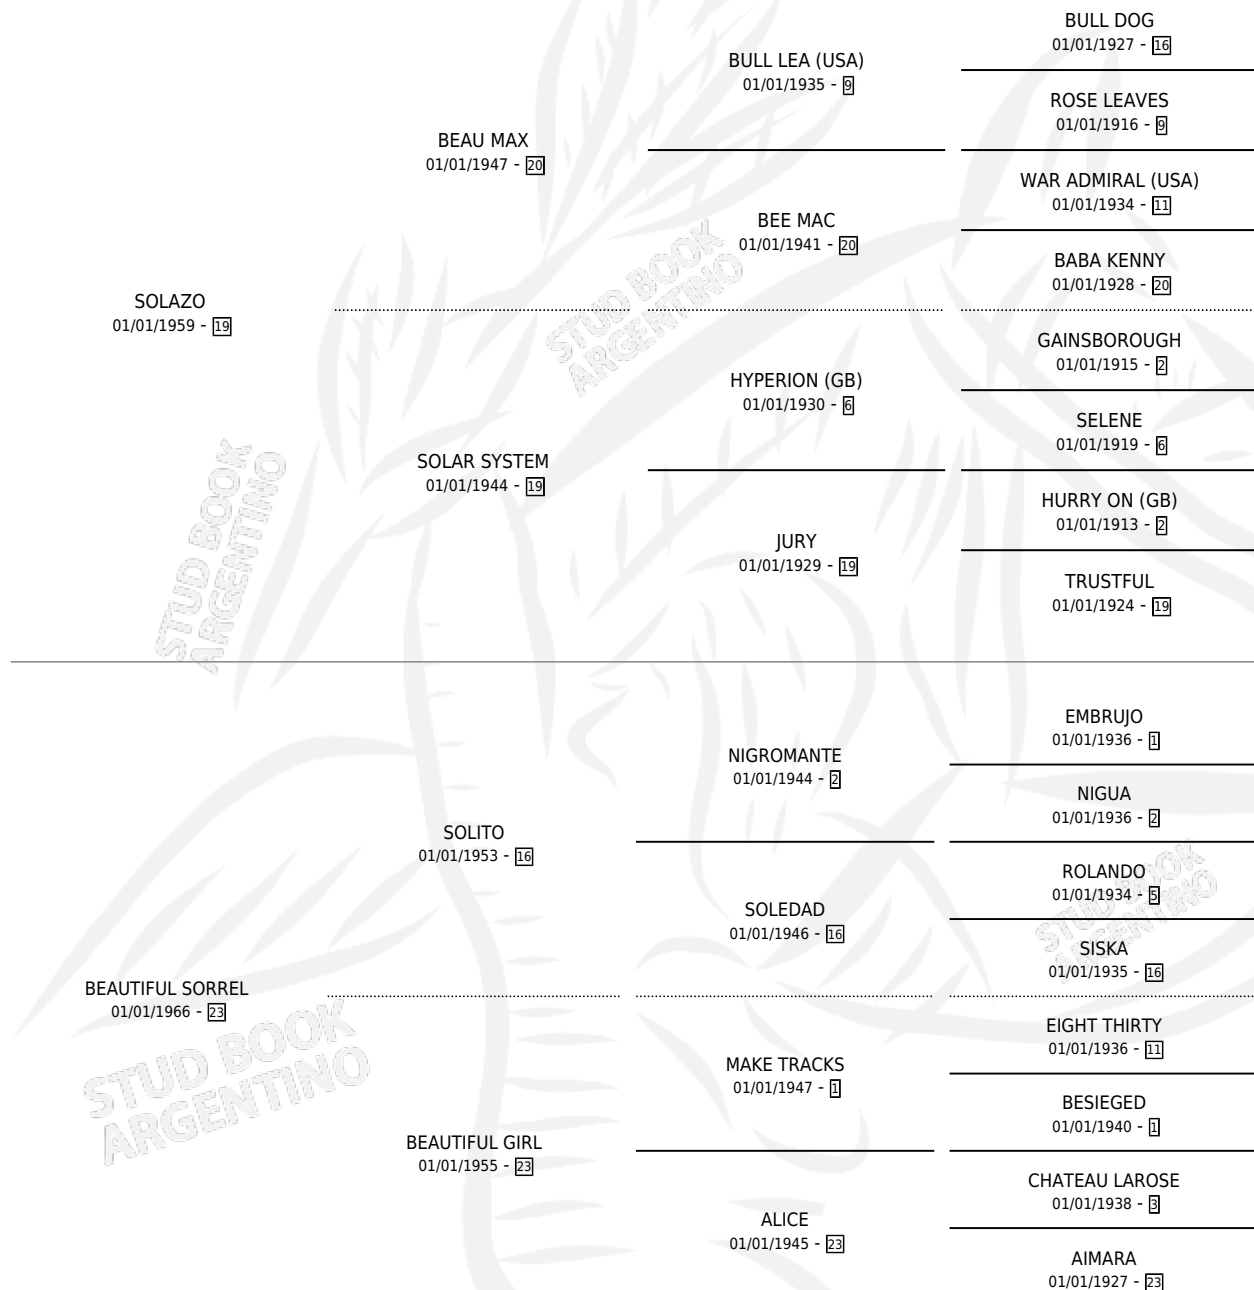 SOLAZO
01/01/1959 - 19
BEAU MAX
01/01/1947 - 20
SOLAR SYSTEM
01/01/1944 - 19
BULL LEA (USA)
01/01/1935 - 9
BEE MAC
01/01/1941 - 20
HYPERION (GB)
01/01/1930 - 6
JURY
01/01/1929 - 19
BULL DOG
01/01/1927 - 16
ROSE LEAVES
01/01/1916 - 9
WAR ADMIRAL (USA)
01/01/1934 - 11
BABA KENNY
01/01/1928 - 20
GAINSBOROUGH
01/01/1915 - 2
SELENE
01/01/1919 - 6
HURRY ON (GB)
01/01/1913 - 2
TRUSTFUL
01/01/1924 - 19
BEAUTIFUL SORREL
01/01/1966 - 23
SOLITO
01/01/1953 - 16
BEAUTIFUL GIRL
01/01/1955 - 23
NIGROMANTE
01/01/1944 - 2
SOLEDAD
01/01/1946 - 16
MAKE TRACKS
01/01/1947 - 1
ALICE
01/01/1945 - 23
EMBRUJO
01/01/1936 - 1
NIGUA
01/01/1936 - 2
ROLANDO
01/01/1934 - 5
SISKA
01/01/1935 - 16
EIGHT THIRTY
01/01/1936 - 11
BESIEGED
01/01/1940 - 1
CHATEAU LAROSE
01/01/1938 - 3
AIMARA
01/01/1927 - 23
STUD BOOK
ARGENTINO
STUD BOOK
ARGENTINO
STUD BOOK
ARGENTINO
STUD BOOK
ARGENTINO